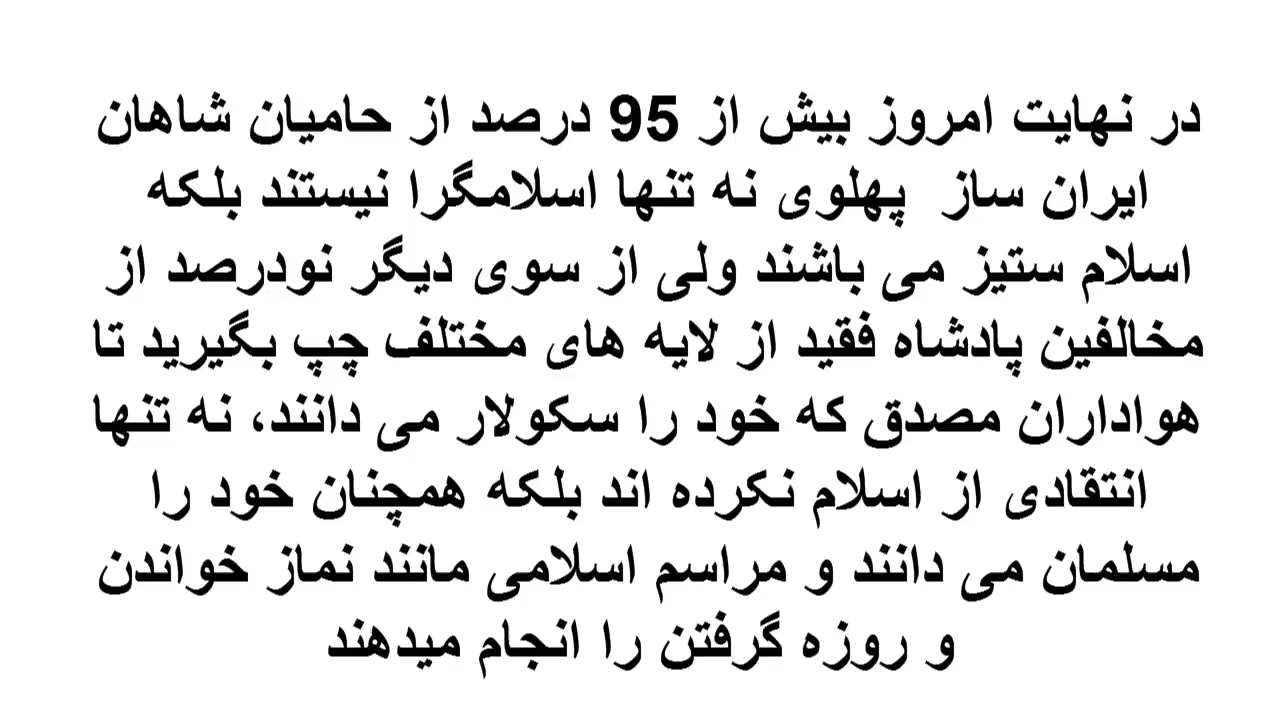 در نهایت امروز بیش از 95 درصد از حامیان شاهان
ایران ساز پهلوی نه تنها اسلامگرا نیستند بلکه
اسلام ستیز می باشند ولی از سوی دیگر نودرصد از
مخالفین پادشاه فقید از لایه های مختلف چپ بگیرید تا
هواداران مصدق که خود را سکولار می دانند، نه تنها
انتقادی از اسلام نکرده اند بلکه همچنان خود را
مسلمان می دانند و مراسم اسلامی مانند نماز خواندن
و روزه گرفتن را انجام میدهند